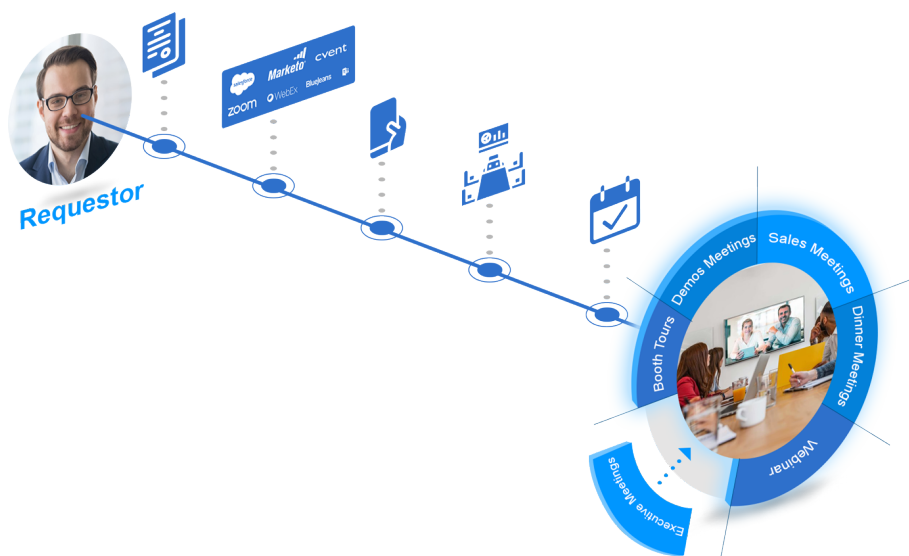 Requestor
salesforce
Marketo
cvent
zoom
WebEx
BlueJeans
Booth Tours
Demos Meetings
Sales Meetings
Dinner Meetings
Webinar
Executive Meetings